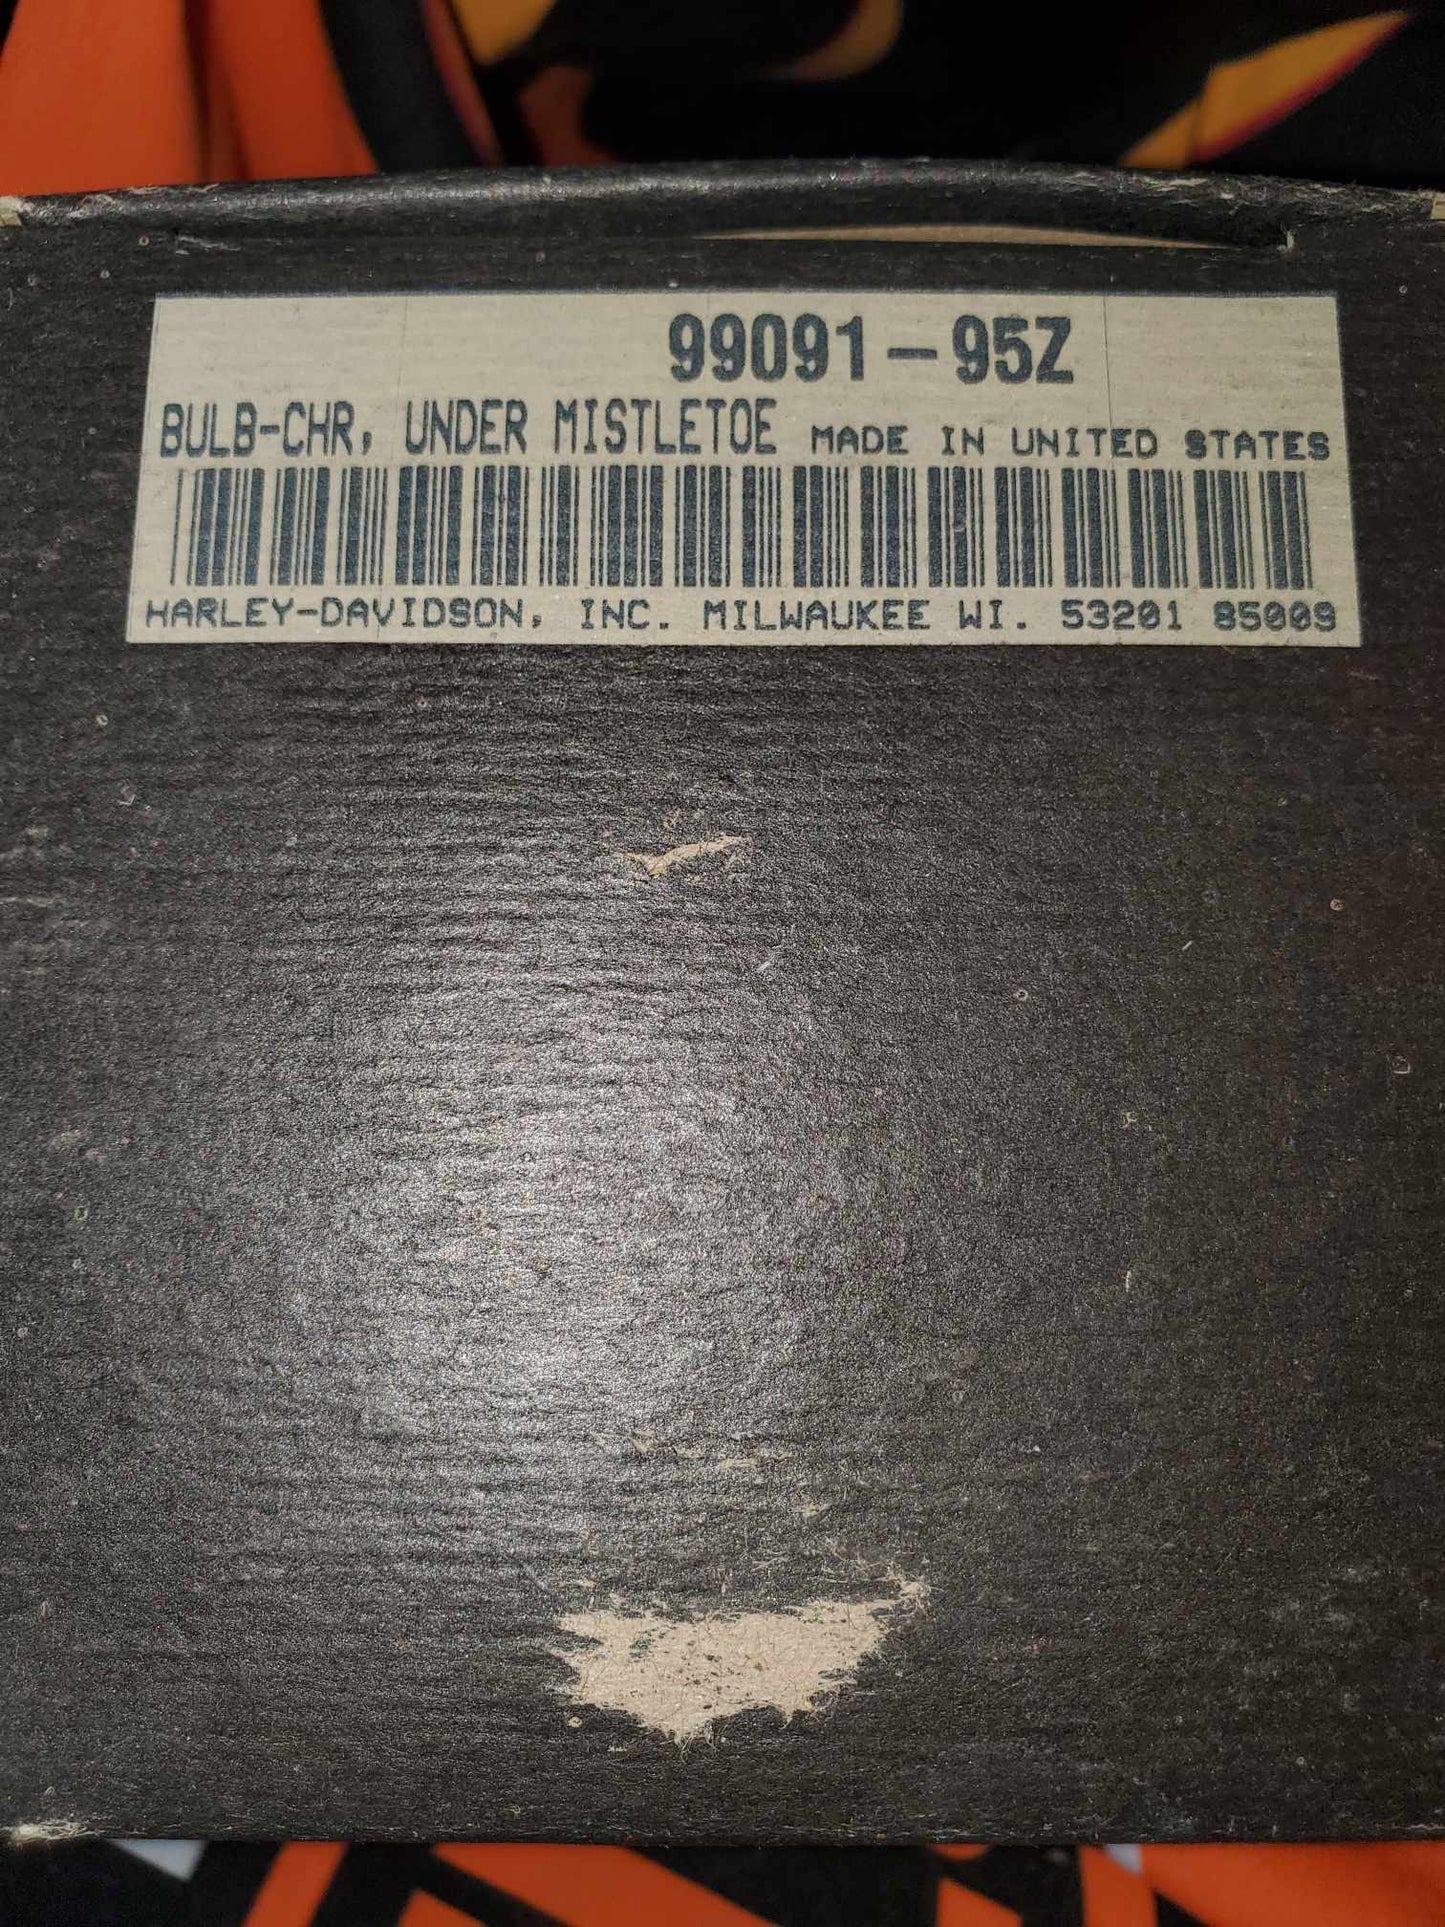 99091-95Z
BULB-CHR, UNDER MISTLETOE MADE IN UNITED STATES
HARLEY-DAVIDSON, INC. MILWAUKEE WI. 53201 85009